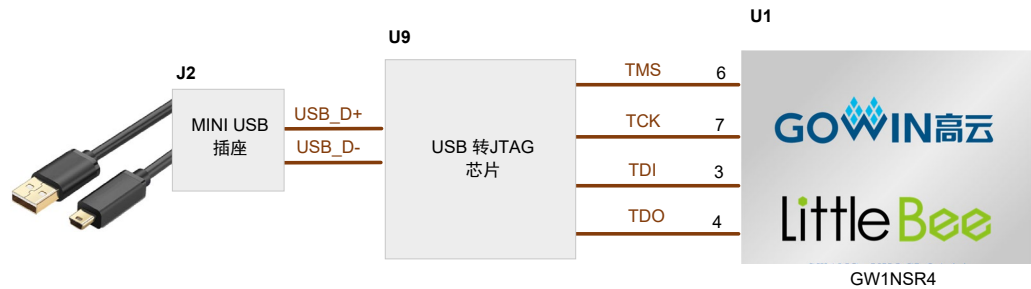 U1
U9
J2
MINI USB
插座
USB_D+
USB_D-
USB 转JTAG
芯片
TMS 6
TCK 7
TDI 3
TDO 4
GOWIN高云
LittleBee
GW1NSR4